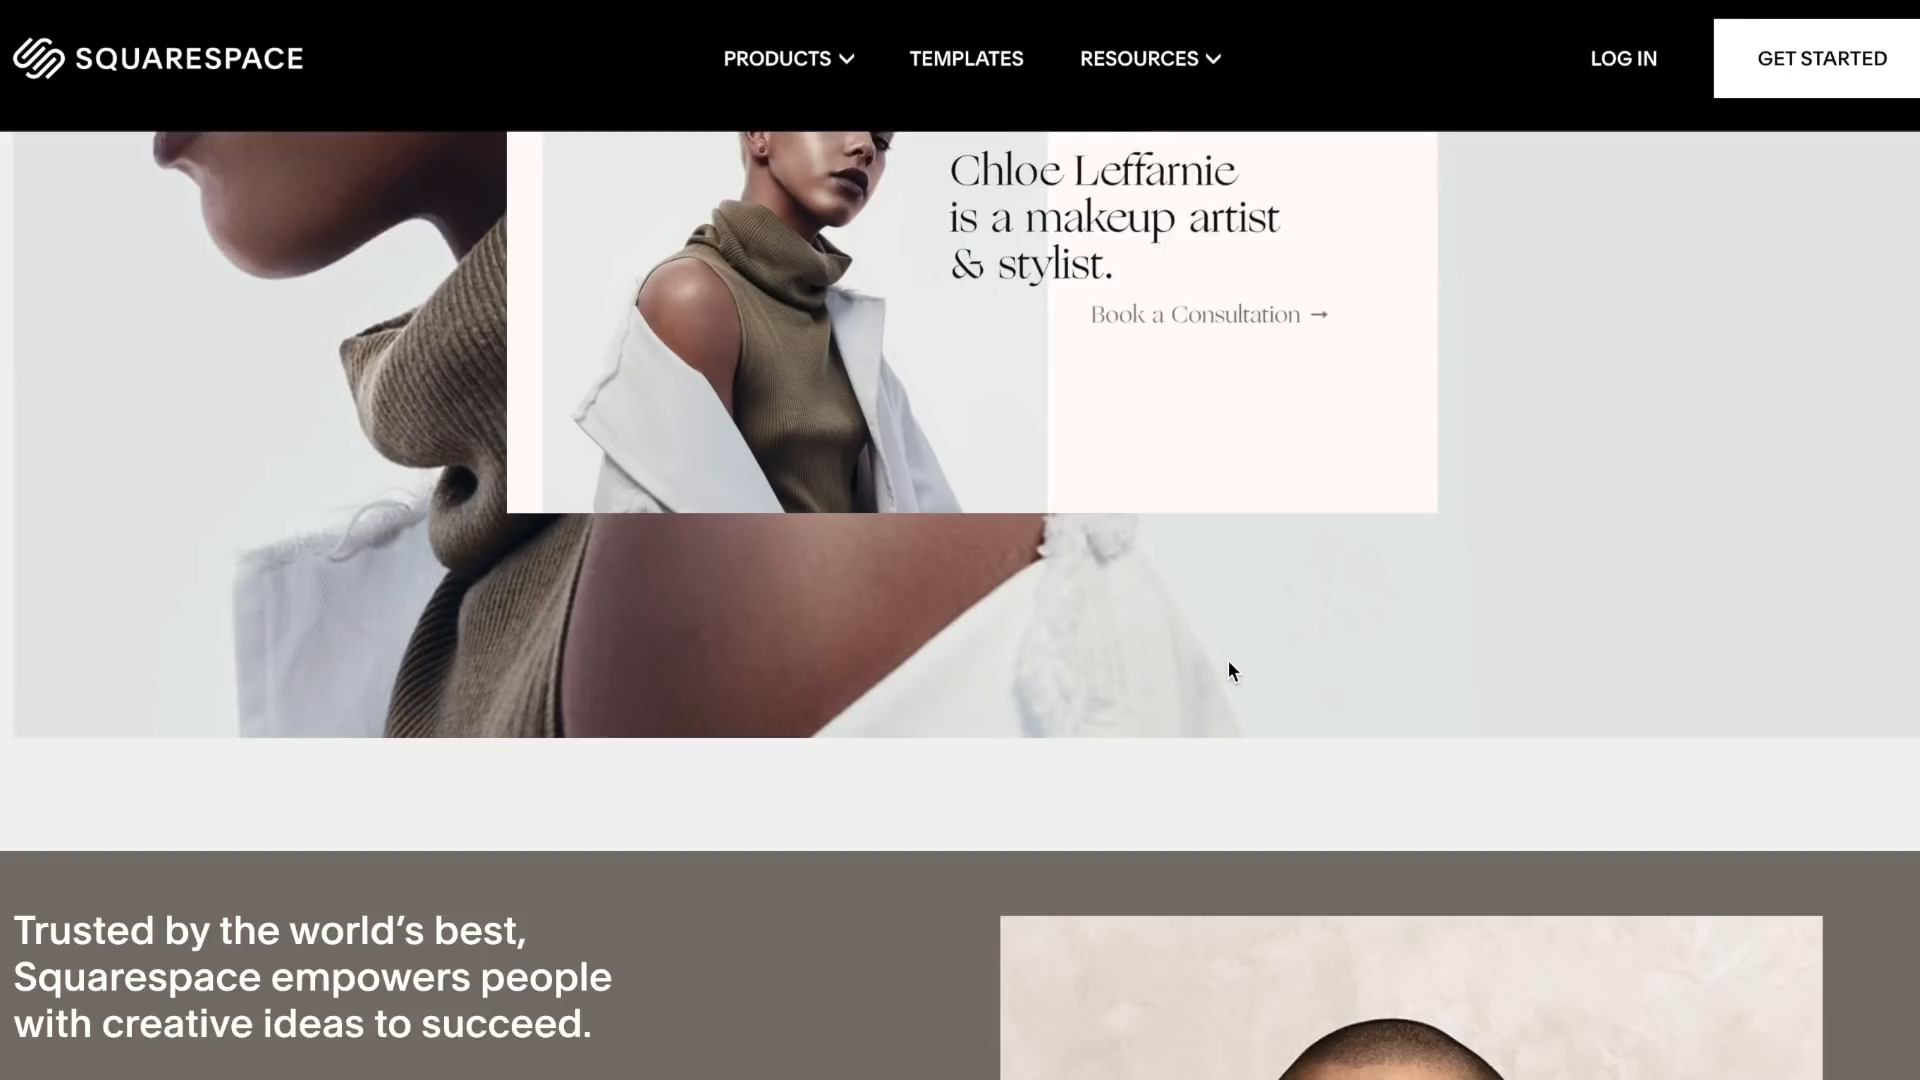 SQUARESPACE
PRODUCTS
TEMPLATES
RESOURCES
LOG IN
GET STARTED
Chloe Leffarnie
is a makeup artist
& stylist.
Book a Consultation →
Trusted by the world’s best,
Squarespace empowers people
with creative ideas to succeed.